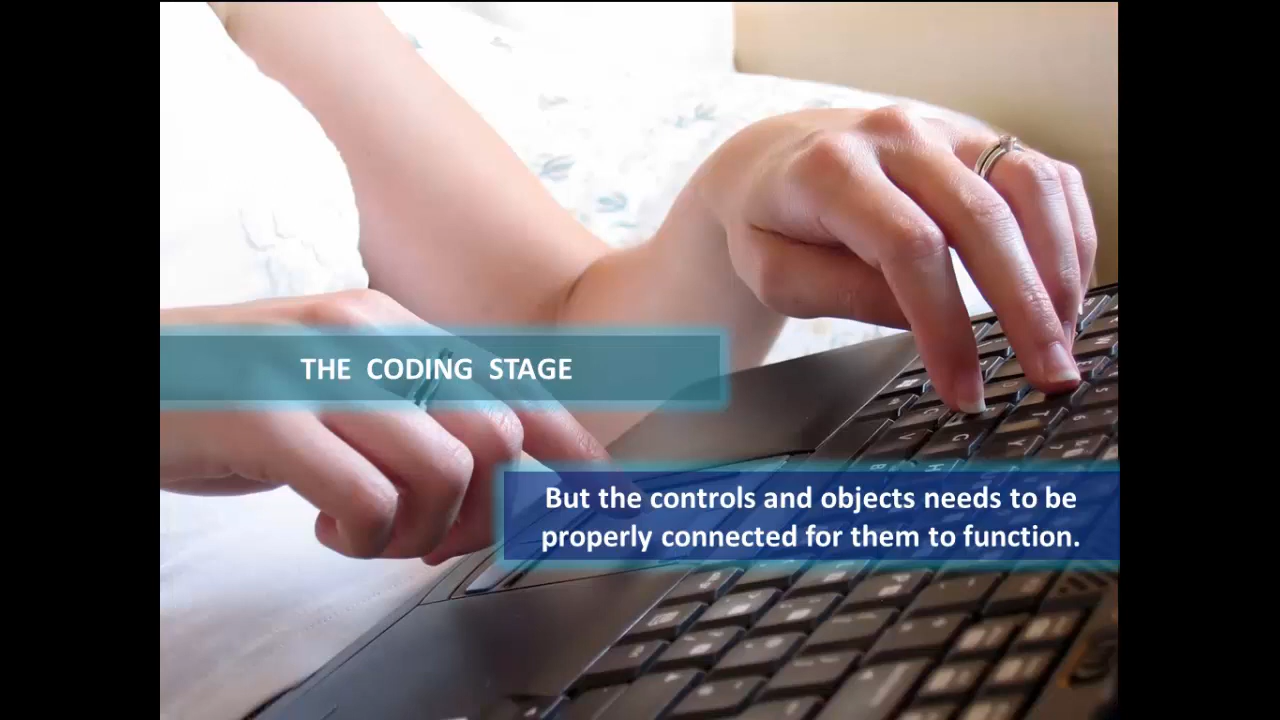 THE CODING STAGE
But the controls and objects needs to be
properly connected for them to function.